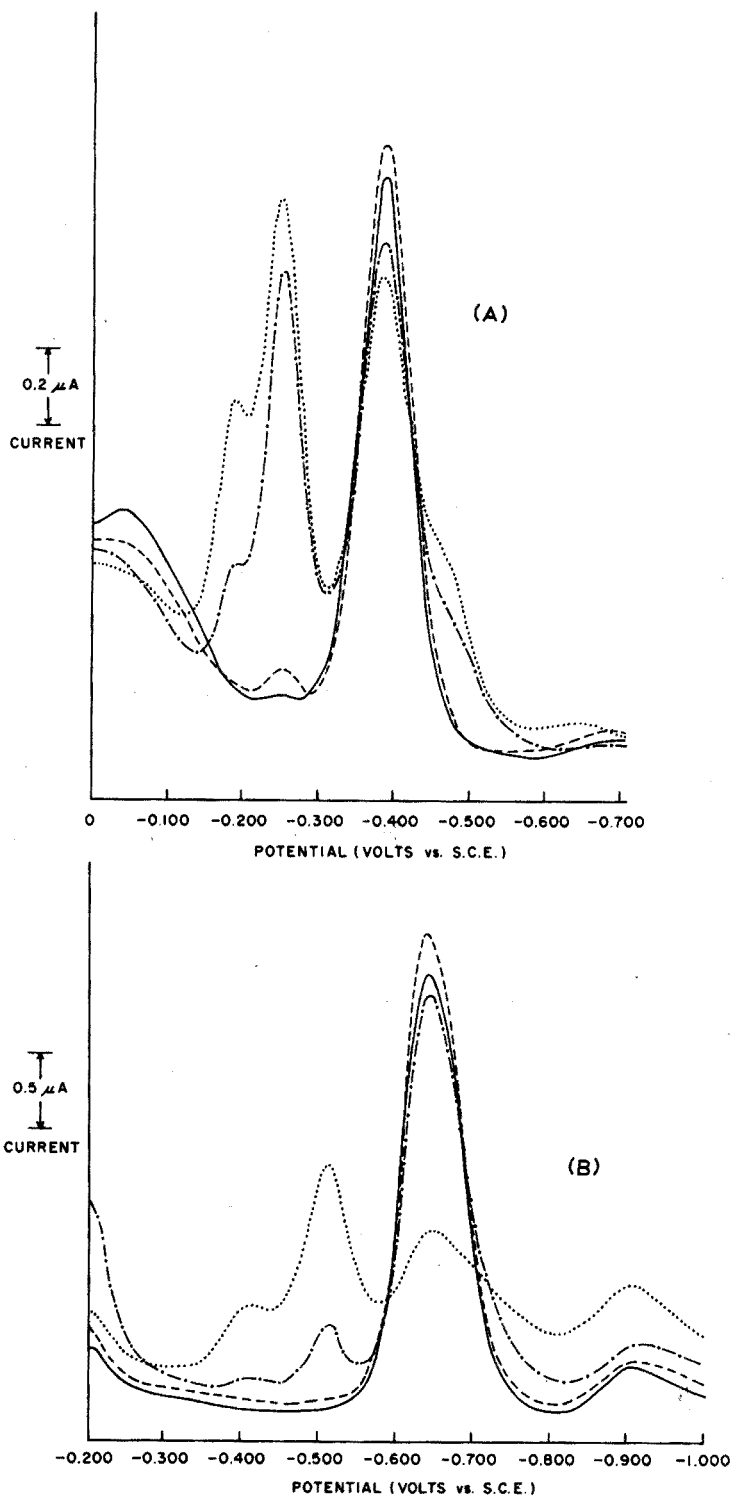 (A)
0.2 μA
CURRENT
0 -0.100 -0.200 -0.300 -0.400 -0.500 -0.600 -0.700
POTENTIAL (VOLTS vs. S.C.E.)
0.5 μA
CURRENT
(B)
-0.200 -0.300 -0.400 -0.500 -0.600 -0.700 -0.800 -0.900 -1.000
POTENTIAL (VOLTS vs. S.C.E.)